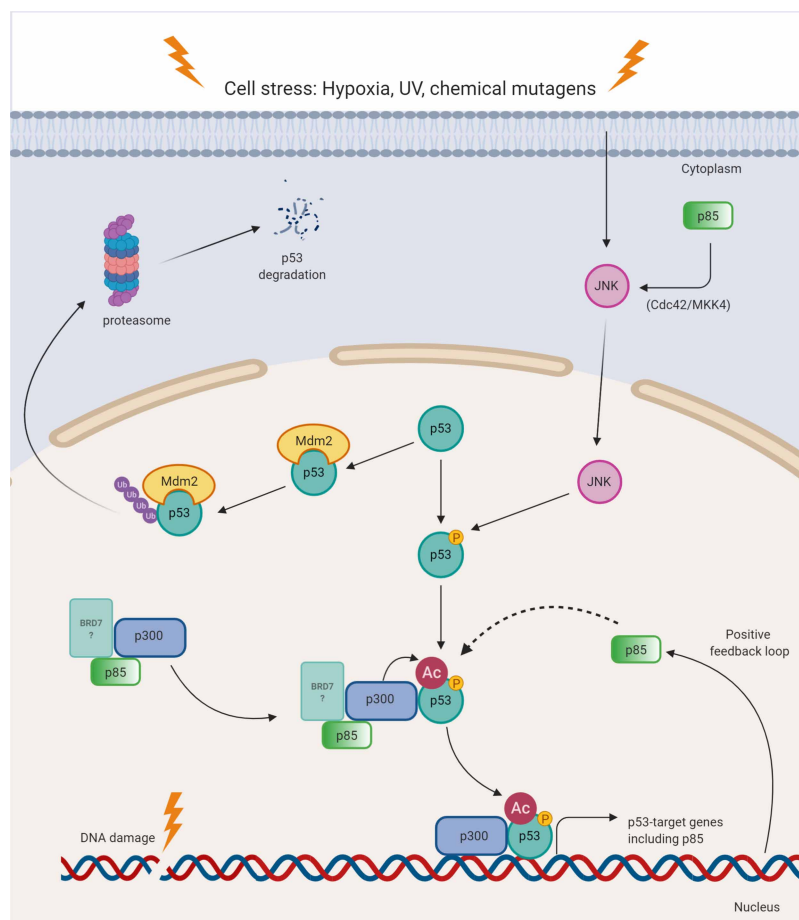 Cell stress: Hypoxia, UV, chemical mutagens
Cytoplasm
p85
p53
degradation
JNK
(Cdc42/MKK4)
proteasome
p53
Mdm2
p53
Mdm2
p53
Ub
Ub
Ub
Ub
JNK
P
p53
BRD7
?
p300
p85
Ac
P
p53
BRD7
?
p300
p85
p85
Positive
feedback loop
Ac
P
p53
p300
p53-target genes
including p85
DNA damage
Nucleus